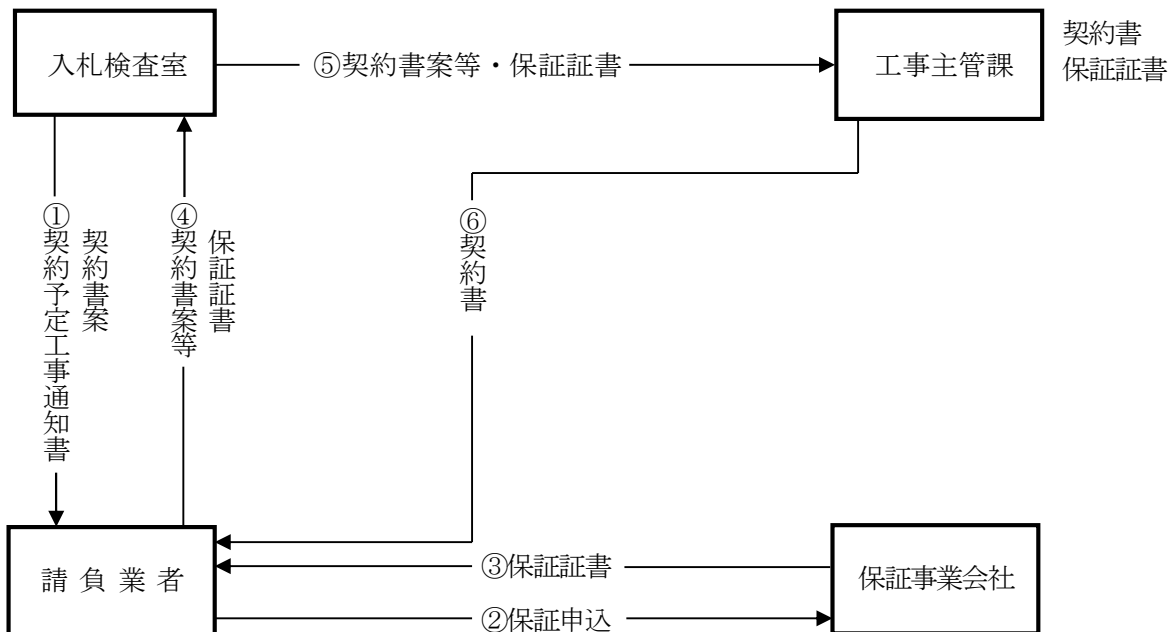 入札検査室
⑤契約書案等・保証証書
工事主管課
契約書
保証証書
①契約予定工事通知書
契約書案
④契約書案等
保証証書
⑥契約書
請負業者
③保証証書
②保証申込
保証事業会社